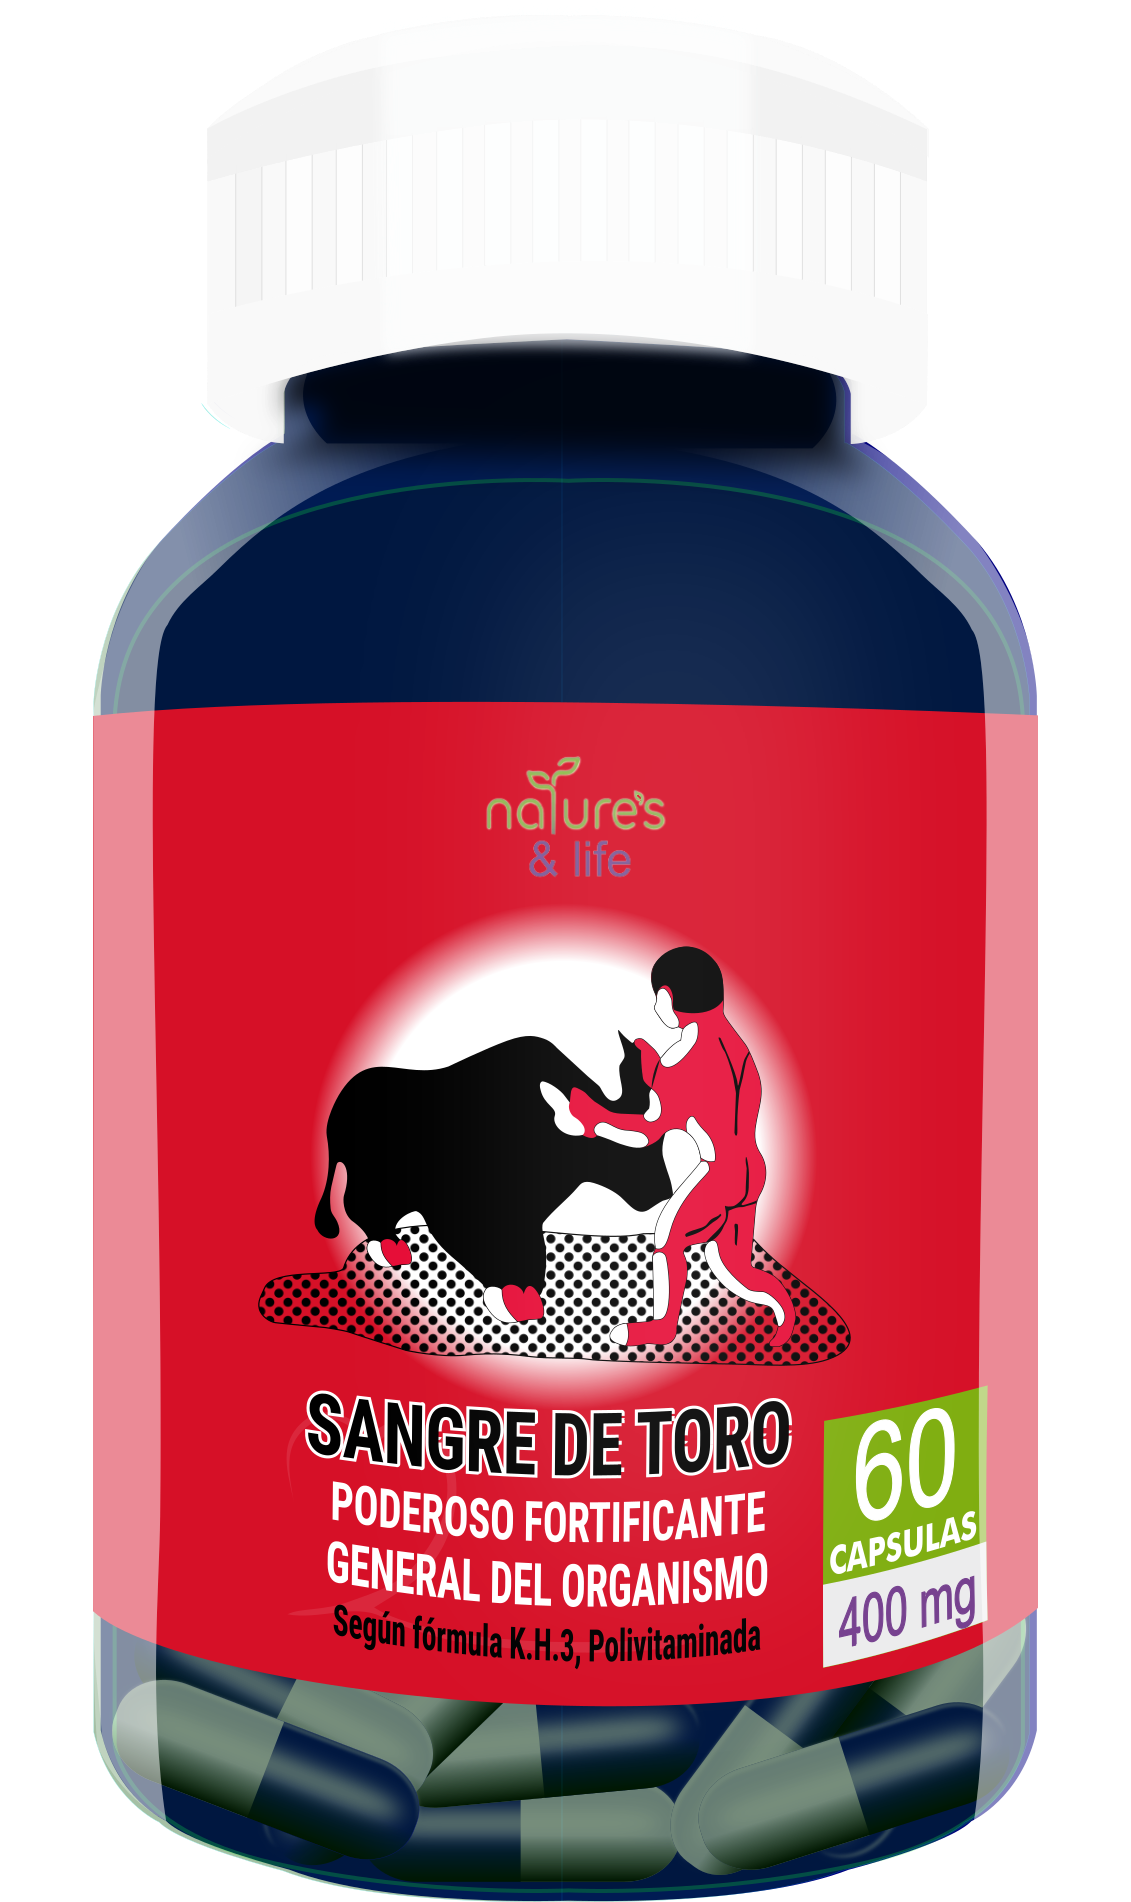 nature's
& life
SANGRE DE TORO
PODEROSO FORTIFICANTE
GENERAL DEL ORGANISMO
Según fórmula K.H.3, Polivitaminada
60
CAPSULAS
400 mg